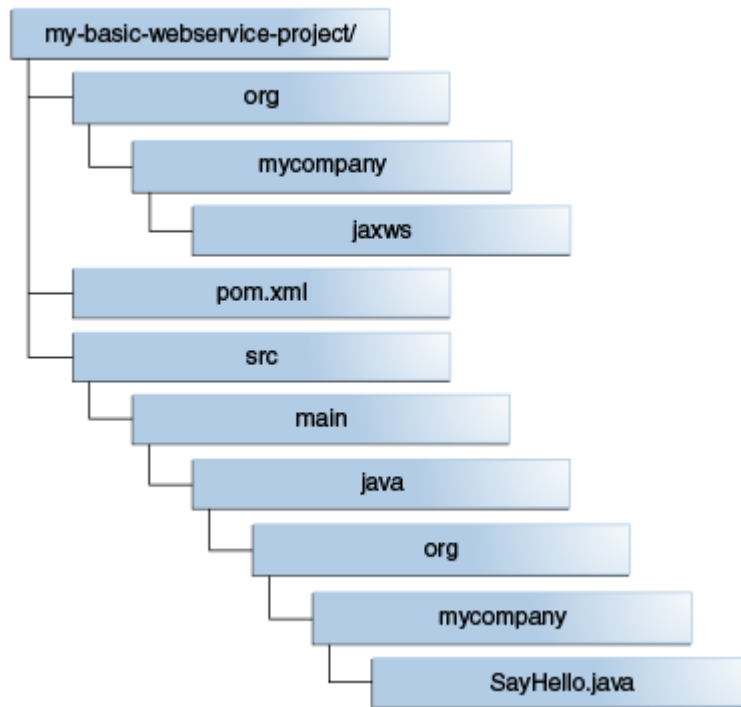 my-basic-webservice-project/
org
mycompany
jaxws
pom.xml
src
main
java
org
mycompany
SayHello.java